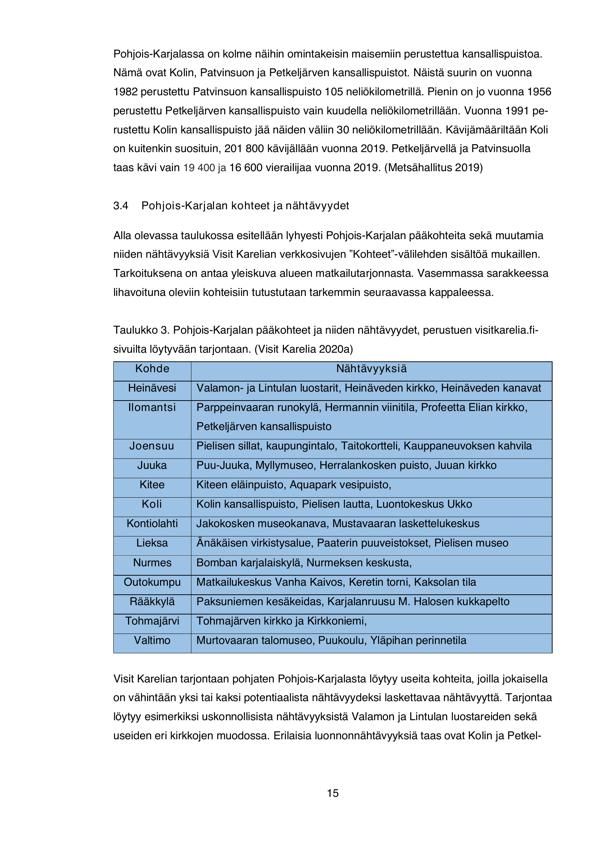 Pohjois-Karjalassa on kolme näihin omintakeisin maisemiin perustettua kansallispuistoa.
Nämä ovat Kolin, Patvinsuon ja Petkeljärven kansallispuistot. Näistä suurin on vuonna
1982 perustettu Patvinsuon kansallispuisto 105 neliökilometrillä. Pienin on jo vuonna 1956
perustettu Petkeljärven kansallispuisto vain kuudella neliökilometrillään. Vuonna 1991 pe-
rustettu Kolin kansallispuisto jää näiden väliin 30 neliökilometrillään. Kävijämääriltään Koli
on kuitenkin suosituin, 201 800 kävijällään vuonna 2019. Petkeljärvellä ja Patvinsuolla
taas kävi vain 19 400 ja 16 600 vierailijaa vuonna 2019. (Metsähallitus 2019)
3.4 Pohjois-Karjalan kohteet ja nähtävyydet
Alla olevassa taulukossa esitellään lyhyesti Pohjois-Karjalan pääkohteita sekä muutamia
niiden nähtävyyksiä Visit Karelian verkkosivujen ”Kohteet”-välilehden sisältöä mukaillen.
Tarkoituksena on antaa yleiskuva alueen matkailutarjonnasta. Vasemmassa sarakkeessa
lihavoituna oleviin kohteisiin tutustutaan tarkemmin seuraavassa kappaleessa.
Taulukko 3. Pohjois-Karjalan pääkohteet ja niiden nähtävyydet, perustuen visitkarelia.fi-
sivuilta löytyvään tarjontaan. (Visit Karelia 2020a)
Kohde Nähtävyyksiä
Heinävesi Valamon- ja Lintulan luostarit, Heinäveden kirkko, Heinäveden kanavat
Ilomantsi Parppeinvaaran runokylä, Hermannin viinitila, Profeetta Elian kirkko,
Petkeljärven kansallispuisto
Joensuu Pielisen sillat, kaupungintalo, Taitokortteli, Kauppaneuvoksen kahvila
Juuka Puu-Juuka, Myllymuseo, Herralankosken puisto, Juuan kirkko
Kitee Kiteen eläinpuisto, Aquapark vesipuisto,
Koli Kolin kansallispuisto, Pielisen lautta, Luontokeskus Ukko
Kontiolahti Jakokosken museokanava, Mustavaaran laskettelukeskus
Lieksa Änäkäisen virkistysalue, Paaterin puuveistokset, Pielisen museo
Nurmes Bomban karjalaiskylä, Nurmeksen keskusta,
Outokumpu Matkailukeskus Vanha Kaivos, Keretin torni, Kaksolan tila
Rääkkylä Paksuniemen kesäkeidas, Karjalanruusu M. Halosen kukkapelto
Tohmajärvi Tohmajärven kirkko ja Kirkkoniemi,
Valtimo Murtovaaran talomuseo, Puukoulu, Yläpihan perinnetila
Visit Karelian tarjontaan pohjaten Pohjois-Karjalasta löytyy useita kohteita, joilla jokaisella
on vähintään yksi tai kaksi potentiaalista nähtävyydeksi laskettavaa nähtävyyttä. Tarjontaa
löytyy esimerkiksi uskonnollisista nähtävyyksistä Valamon ja Lintulan luostareiden sekä
useiden eri kirkkojen muodossa. Erilaisia luonnonnähtävyyksiä taas ovat Kolin ja Petkel-
15